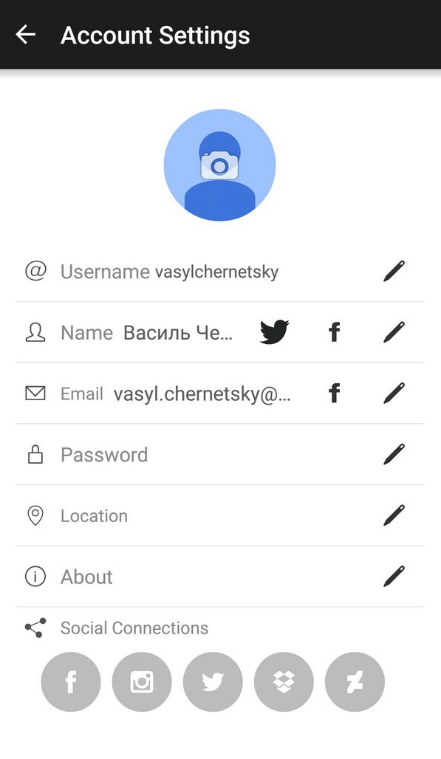 Account Settings
@ Username vasylchernetsky
Name Василь Че...
Email vasyl.chernetsky@...
Password
Location
About
Social Connections